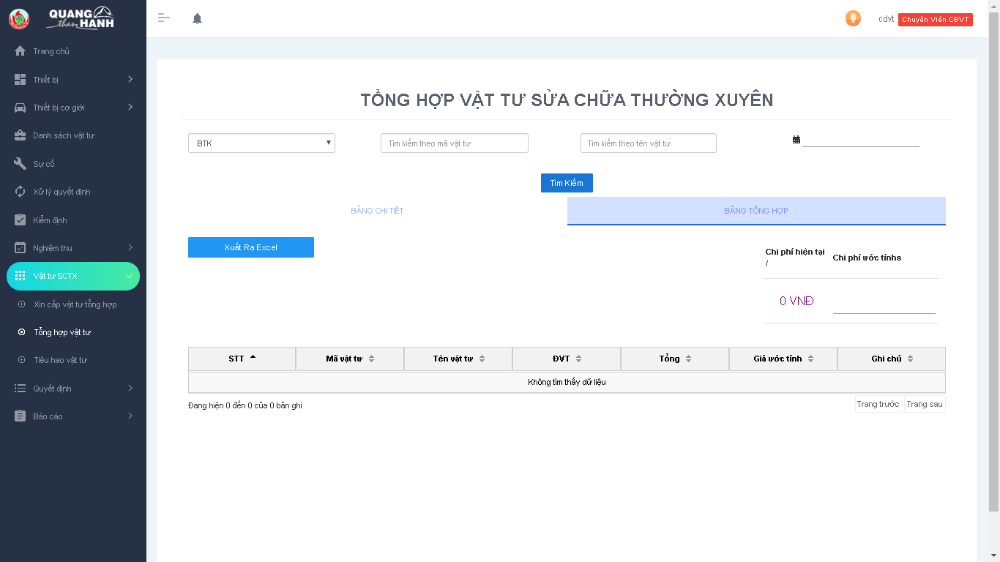 QUANG
than HẠNH
cdvt Chuyên Viên CĐVT
Trang chủ
Thiết bị
Thiết bị cơ giới
Danh sách vật tư
Sự cố
Xử lý quyết định
Kiểm định
Nghiệm thu
Vật tư SCTX
Xin cấp vật tư tổng hợp
Tổng hợp vật tư
Tiêu hao vật tư
Quyết định
Báo cáo
TỔNG HỢP VẬT TƯ SỬA CHỮA THƯỜNG XUYÊN
BTK
Tìm kiếm theo mã vật tư
Tìm kiếm theo tên vật tư
Tìm Kiếm
BẢNG CHI TIẾT
BẢNG TỔNG HỢP
Xuất Ra Excel
Chi phí hiện tại
/
Chi phí ước tínhs
0 VNĐ
STT Mã vật tư Tên vật tư ĐVT Tổng Giá ước tính Ghi chú
Không tìm thấy dữ liệu
Đang hiện 0 đến 0 của 0 bản ghi
Trang trước Trang sau